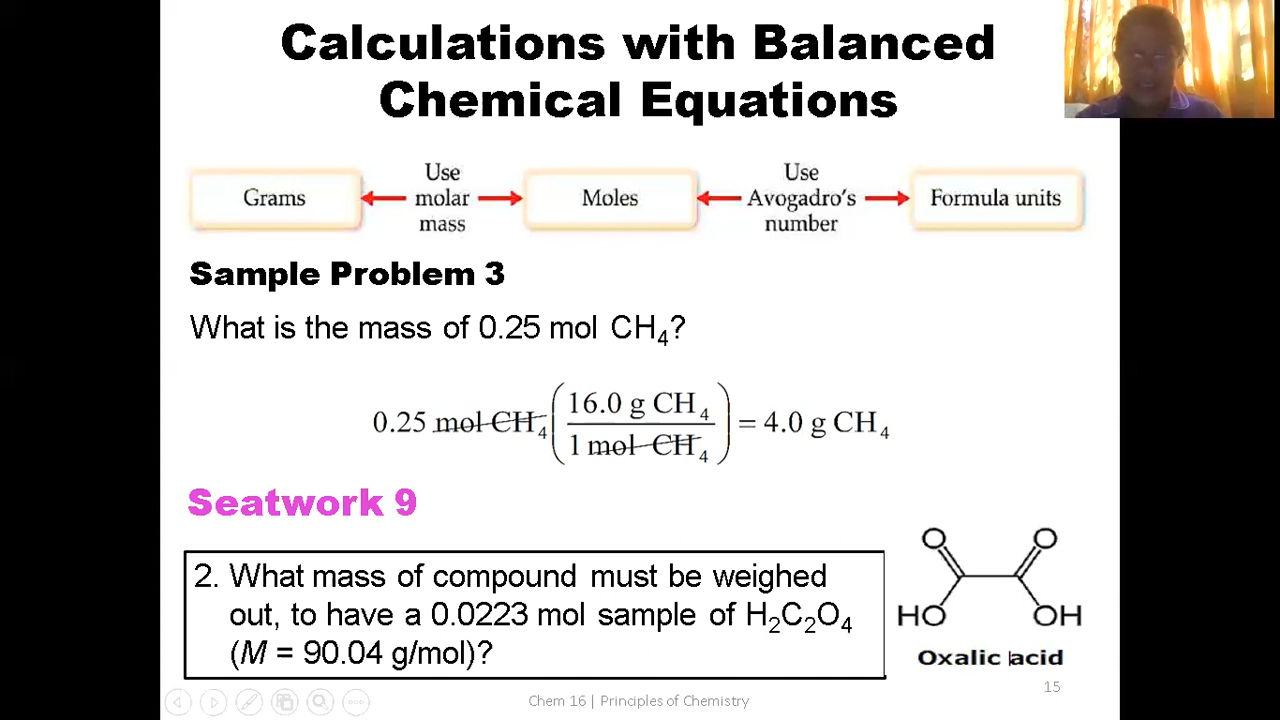 Calculations with Balanced
Chemical Equations
Grams
Use
molar
mass
Moles
Use
Avogadro's
number
Formula units
Sample Problem 3
What is the mass of 0.25 mol CH₄?
0.25 mol CH₄ (16.0 g CH₄ / 1 mol CH₄) = 4.0 g CH₄
Seatwork 9
2. What mass of compound must be weighed
out, to have a 0.0223 mol sample of H₂C₂O₄
(M = 90.04 g/mol)?
O O
HO OH
Oxalic acid
Chem 16 | Principles of Chemistry
15